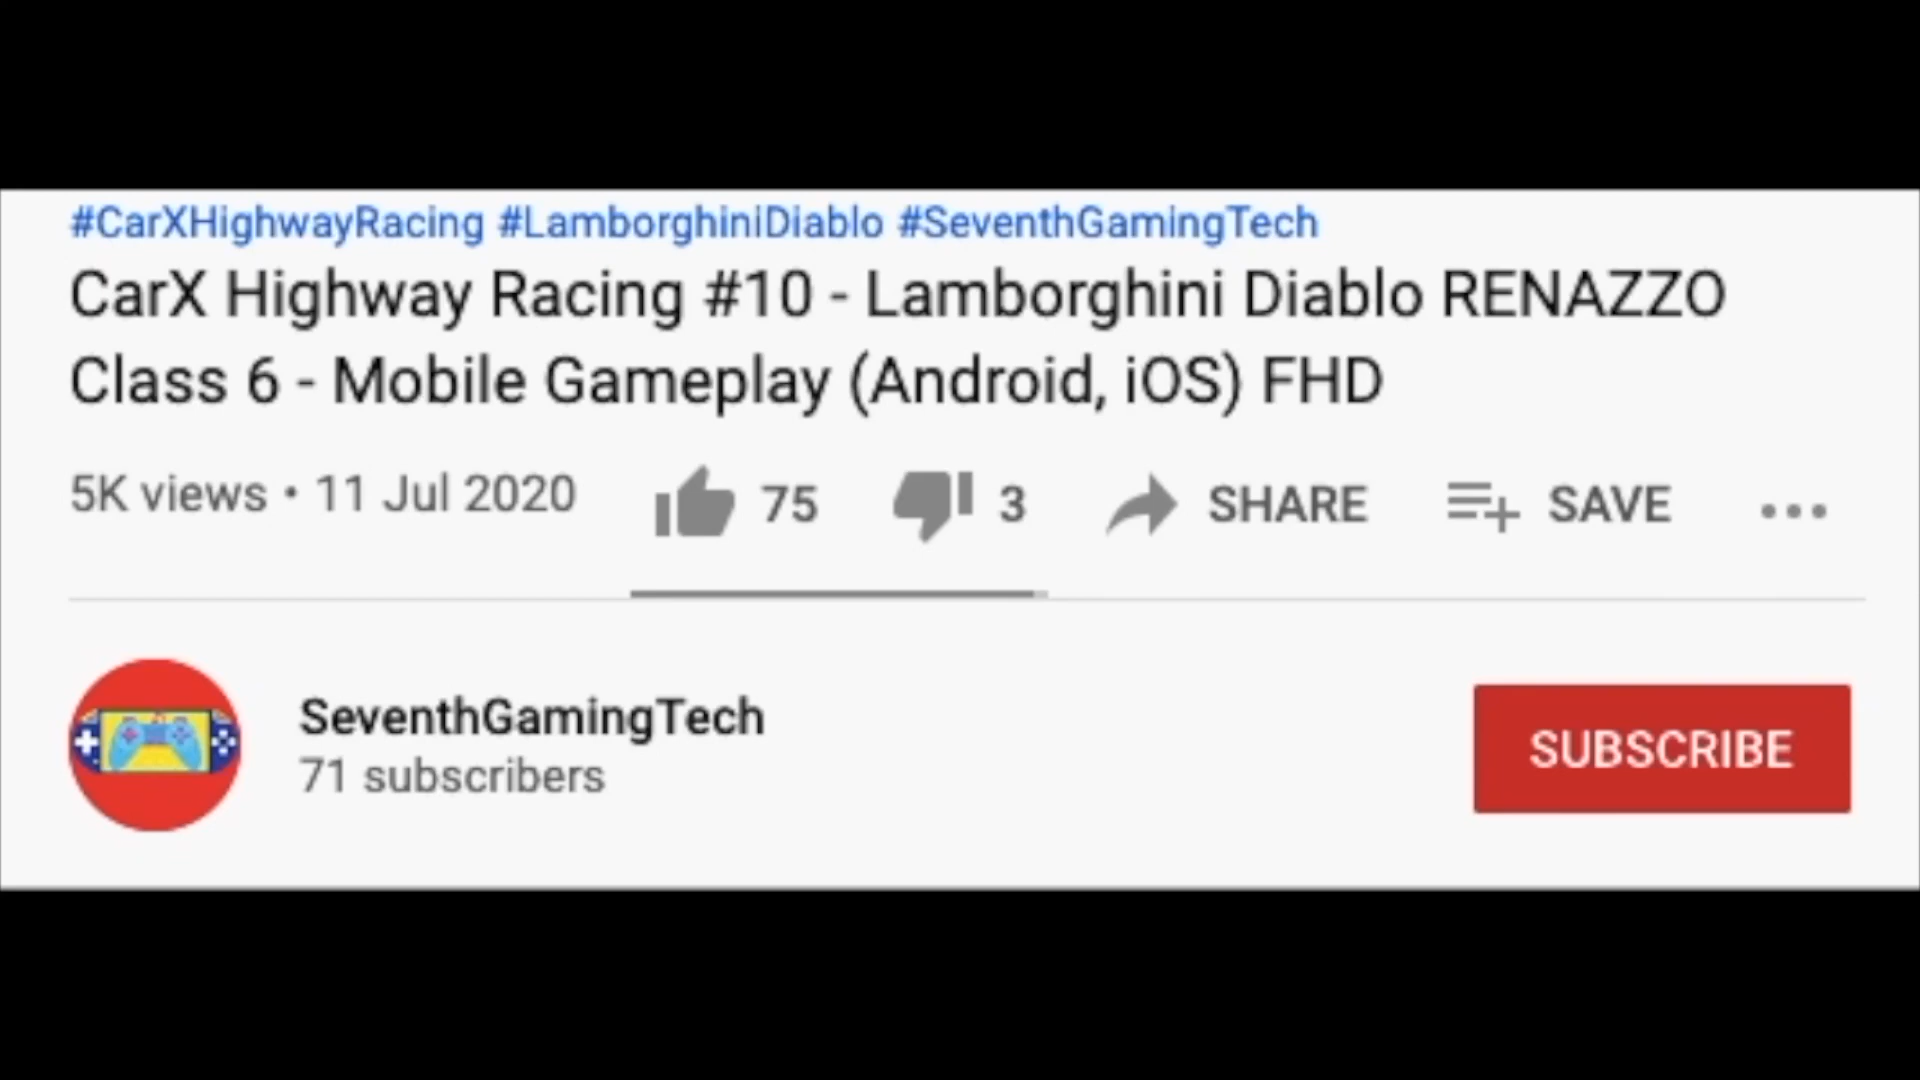 #CarXHighwayRacing #LamborghiniDiablo #SeventhGamingTech
CarX Highway Racing #10 - Lamborghini Diablo RENAZZO
Class 6 - Mobile Gameplay (Android, iOS) FHD
5K views • 11 Jul 2020 75 3 SHARE SAVE
SeventhGamingTech
71 subscribers
SUBSCRIBE